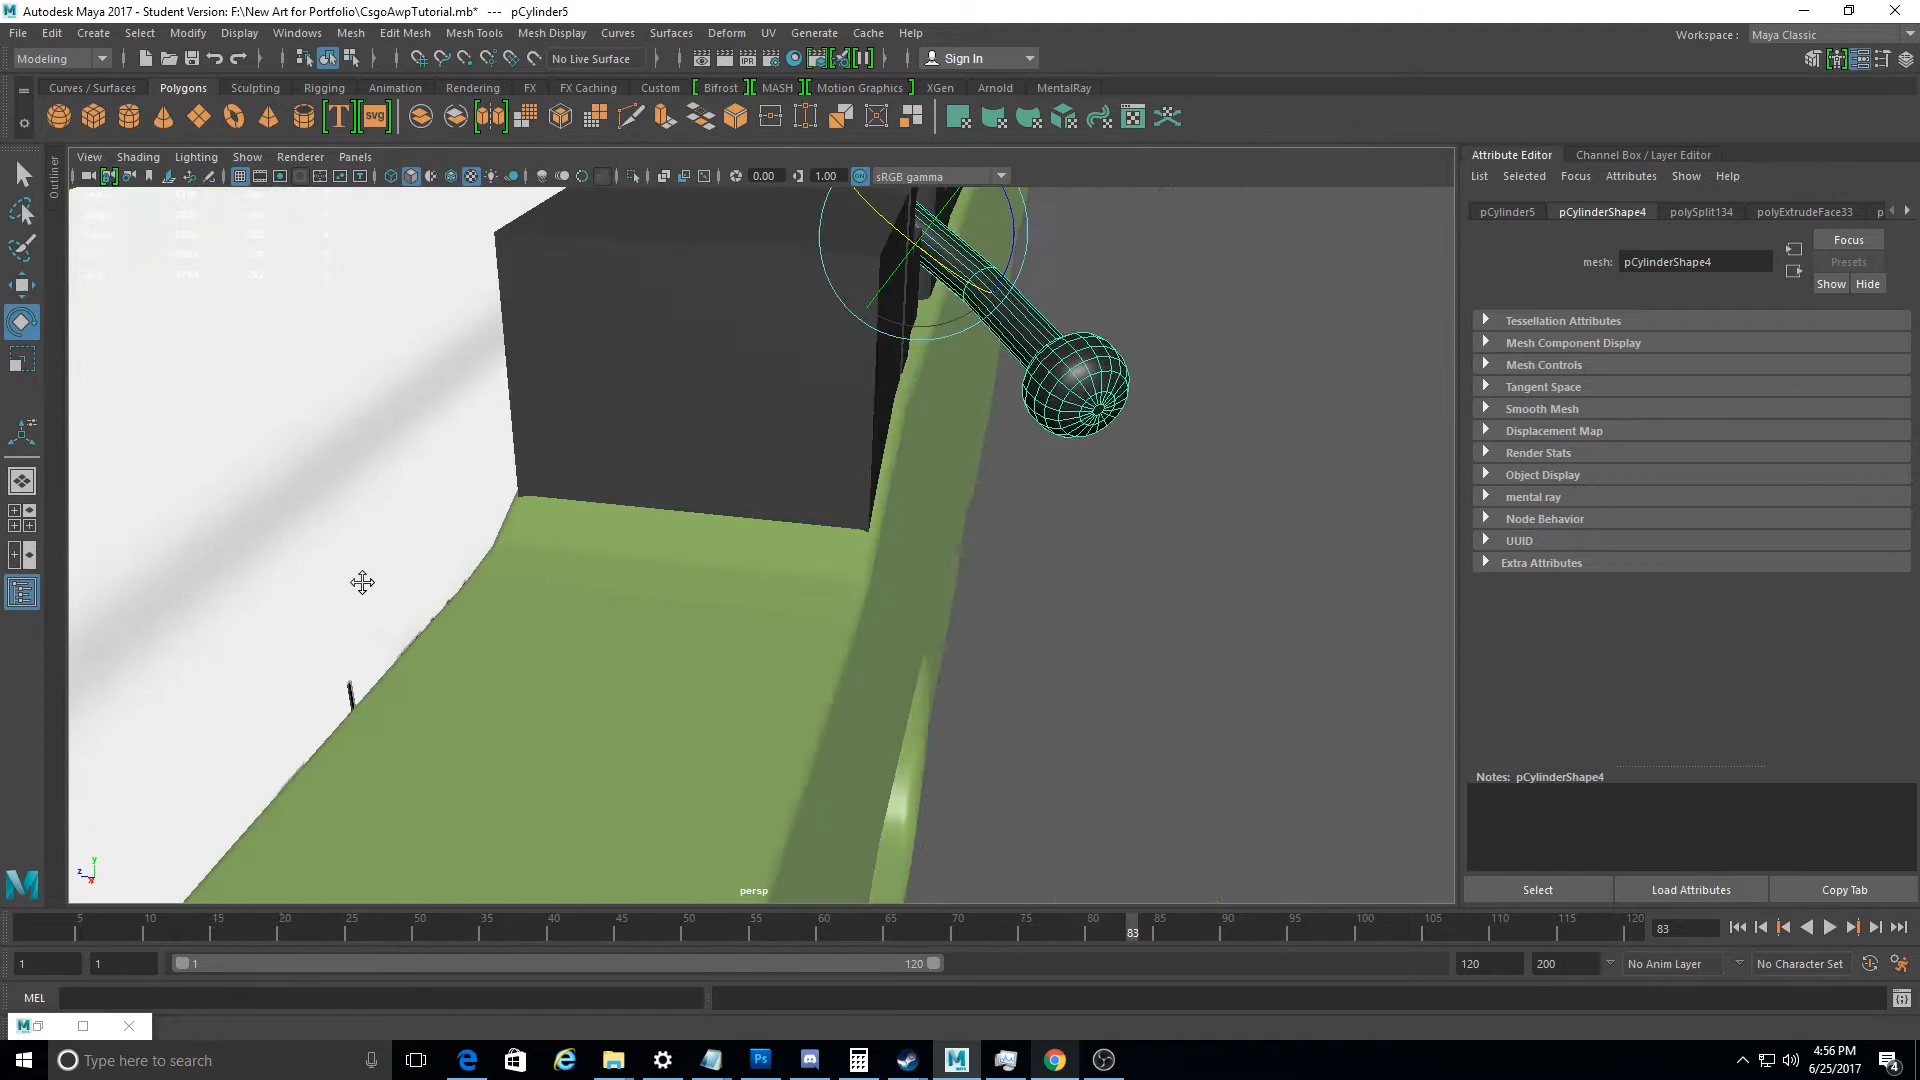 Autodesk Maya 2017 - Student Version: F:\New Art for Portfolio\CsgoAwpTutorial.mb* --- pCylinder5
File Edit Create Select Modify Display Windows Mesh Edit Mesh Mesh Tools Mesh Display Curves Surfaces Deform UV Generate Cache Help
Workspace : Maya Classic
Modeling No Live Surface Sign In
Curves / Surfaces Polygons Sculpting Rigging Animation Rendering FX FX Caching Custom Bifrost MASH Motion Graphics XGen Arnold MentalRay
T svg
Outliner
View Shading Lighting Show Renderer Panels
0.00 1.00 ON sRGB gamma
Attribute Editor Channel Box / Layer Editor
List Selected Focus Attributes Show Help
pCylinder5 pCylinderShape4 polySplit134 polyExtrudeFace33 p
Focus
mesh: pCylinderShape4
Presets
Show Hide
Tessellation Attributes
Mesh Component Display
Mesh Controls
Tangent Space
Smooth Mesh
Displacement Map
Render Stats
Object Display
mental ray
Node Behavior
UUID
Extra Attributes
Notes: pCylinderShape4
y
z
x
persp
Select Load Attributes Copy Tab
5 10 15 20 25 30 35 40 45 50 55 60 65 70 75 80 85 90 95 100 105 110 115 120
83
83
1 1 1 120 120 200 No Anim Layer No Character Set
MEL
M
Type here to search
4:56 PM
6/25/2017
4